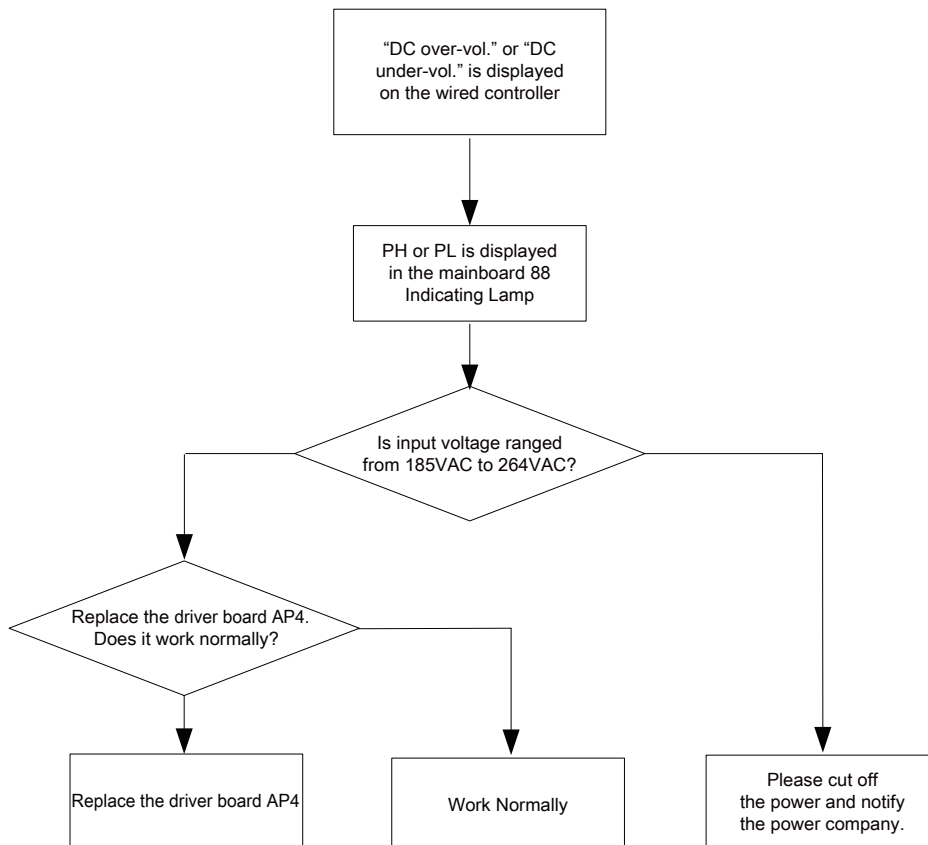 “DC over-vol.” or “DC
under-vol.” is displayed
on the wired controller
PH or PL is displayed
in the mainboard 88
Indicating Lamp
Is input voltage ranged
from 185VAC to 264VAC?
Replace the driver board AP4.
Does it work normally?
Replace the driver board AP4
Work Normally
Please cut off
the power and notify
the power company.